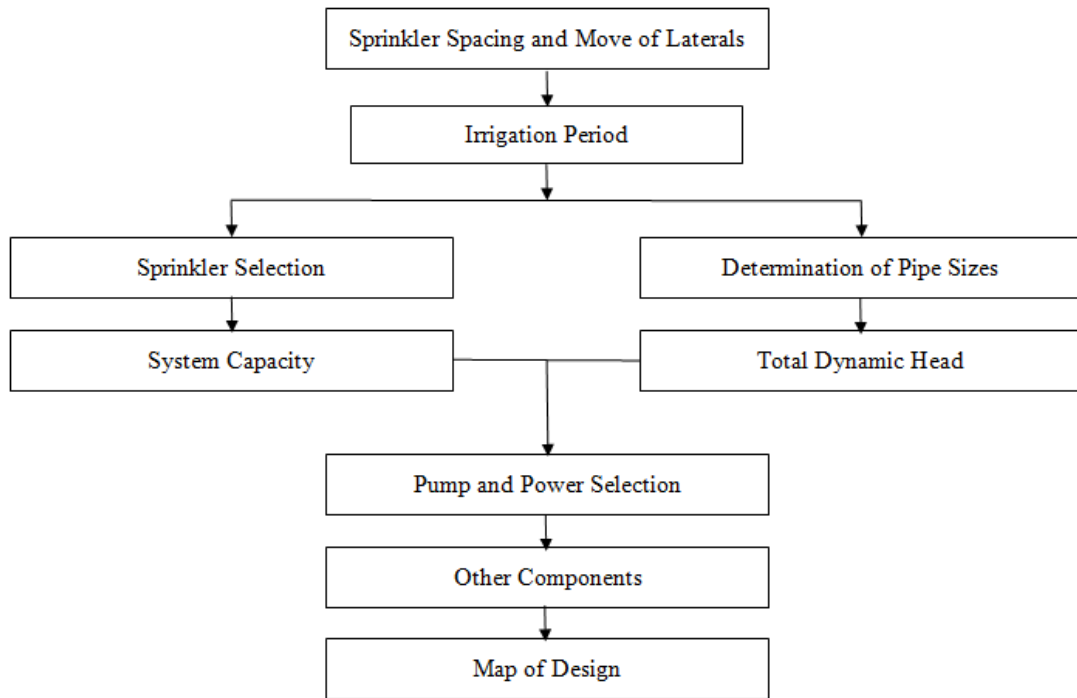 Sprinkler Spacing and Move of Laterals
Irrigation Period
Sprinkler Selection
Determination of Pipe Sizes
System Capacity
Total Dynamic Head
Pump and Power Selection
Other Components
Map of Design